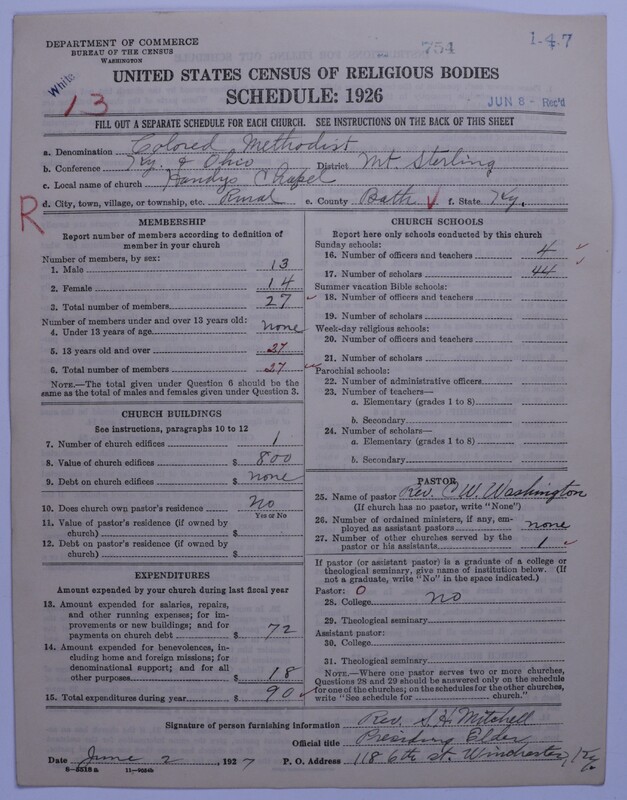 DEPARTMENT OF COMMERCE
BUREAU OF THE CENSUS
WASHINGTON
754
1-4-7
White
13
UNITED STATES CENSUS OF RELIGIOUS BODIES
SCHEDULE: 1926
JUN 8 - Rec'd
FILL OUT A SEPARATE SCHEDULE FOR EACH CHURCH. SEE INSTRUCTIONS ON THE BACK OF THIS SHEET
a. Denomination Colored Methodist
b. Conference Ky. & Ohio District Mt. Sterling
c. Local name of church Handys Chapel
d. City, town, village, or township, etc. Rural e. County Bath f. State Ky.
R
MEMBERSHIP
Report number of members according to definition of member in your church
Number of members, by sex:
1. Male 13
2. Female 14
3. Total number of members 27
Number of members under and over 13 years old:
4. Under 13 years of age none
5. 13 years old and over 27
6. Total number of members 27
NOTE.—The total given under Question 6 should be the same as the total of males and females given under Question 3.
CHURCH BUILDINGS
See instructions, paragraphs 10 to 12
7. Number of church edifices 1
8. Value of church edifices $ 800
9. Debt on church edifices $ none
10. Does church own pastor's residence No
Yes or No
11. Value of pastor's residence (if owned by church) $
12. Debt on pastor's residence (if owned by church) $
EXPENDITURES
Amount expended by your church during last fiscal year
13. Amount expended for salaries, repairs, and other running expenses; for improvements or new buildings; and for payments on church debt $ 72
14. Amount expended for benevolences, including home and foreign missions; for denominational support; and for all other purposes $ 18
15. Total expenditures during year $ 90
CHURCH SCHOOLS
Report here only schools conducted by this church
Sunday schools:
16. Number of officers and teachers 4
17. Number of scholars 44
Summer vacation Bible schools:
18. Number of officers and teachers
19. Number of scholars
Week-day religious schools:
20. Number of officers and teachers
21. Number of scholars
Parochial schools:
22. Number of administrative officers
23. Number of teachers—
a. Elementary (grades 1 to 8)
b. Secondary
24. Number of scholars—
a. Elementary (grades 1 to 8)
b. Secondary
PASTOR
25. Name of pastor Rev. C. W. Washington
(If church has no pastor, write "None")
26. Number of ordained ministers, if any, employed as assistant pastors none
27. Number of other churches served by the pastor or his assistants 1
If pastor (or assistant pastor) is a graduate of a college or theological seminary, give name of institution below. (If not a graduate, write "No" in the space indicated.)
Pastor: O
28. College no
29. Theological seminary
Assistant pastor:
30. College
31. Theological seminary
NOTE.—Where one pastor serves two or more churches, Questions 28 and 29 should be answered only on the schedule for one of the churches; on the schedules for the other churches, write "See schedule for church."
Signature of person furnishing information Rev. S. H. Mitchell
Official title Presiding Elder
Date June 2, 1927 P. O. Address 118 6th st. Winchester, Ky.